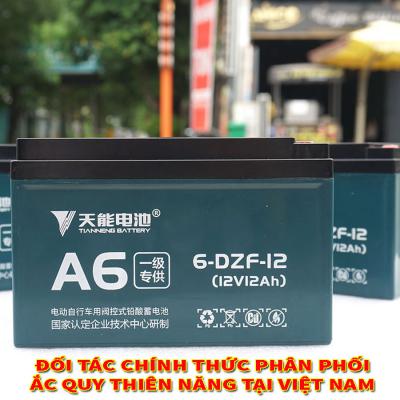 天能电池®
TIANNENG BATTERY
A6
一级
专供
6-DZF-12
(12V12Ah)
电动自行车用阀控式铅酸蓄电池
国家认定企业技术中心研制
Pb
Cd
ĐỐI TÁC CHÍNH THỨC PHÂN PHỐI
ẮC QUY THIÊN NĂNG TẠI VIỆT NAM